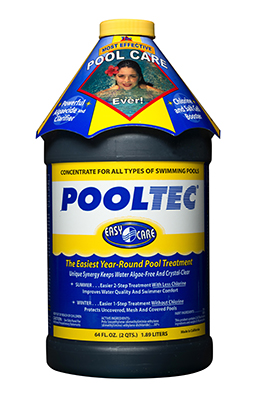 MOST EFFECTIVE
POOL CARE
Ever!
• Powerful
Algaecide and
Clarifier
• Chlorine
and Salt Cell
Booster
CONCENTRATE FOR ALL TYPES OF SWIMMING POOLS
POOLTEC®
EASY CARE
The Easiest Year-Round Pool Treatment
Unique Synergy Keeps Water Algae-Free And Crystal-Clear
• SUMMER . . . Easier 2-Step Treatment With Less Chlorine
Improves Water Quality And Swimmer Comfort
• WINTER . . . Easier 1-Step Treatment Without Chlorine
Protects Uncovered, Mesh And Covered Pools
64 FL. OZ. (2 QTS.) 1.89 LITERS